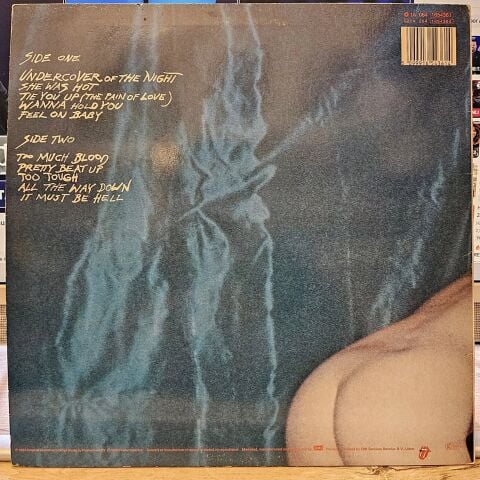 SIDE ONE
UNDERCOVER OF THE NIGHT
SHE WAS HOT
TIE YOU UP (THE PAIN OF LOVE)
WANNA HOLD YOU
FEEL ON BABY
SIDE TWO
TOO MUCH BLOOD
PRETTY BEAT UP
TOO TOUGH
ALL THE WAY DOWN
IT MUST BE HELL
EMI